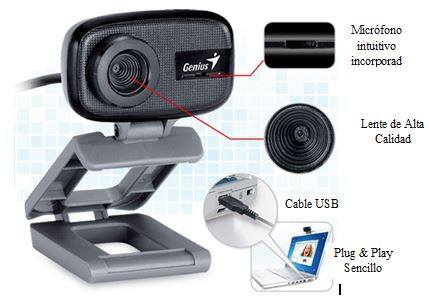 Genius
Micrófono
intuitivo
incorporad
Lente de Alta
Calidad
Cable USB
Plug & Play
Sencillo